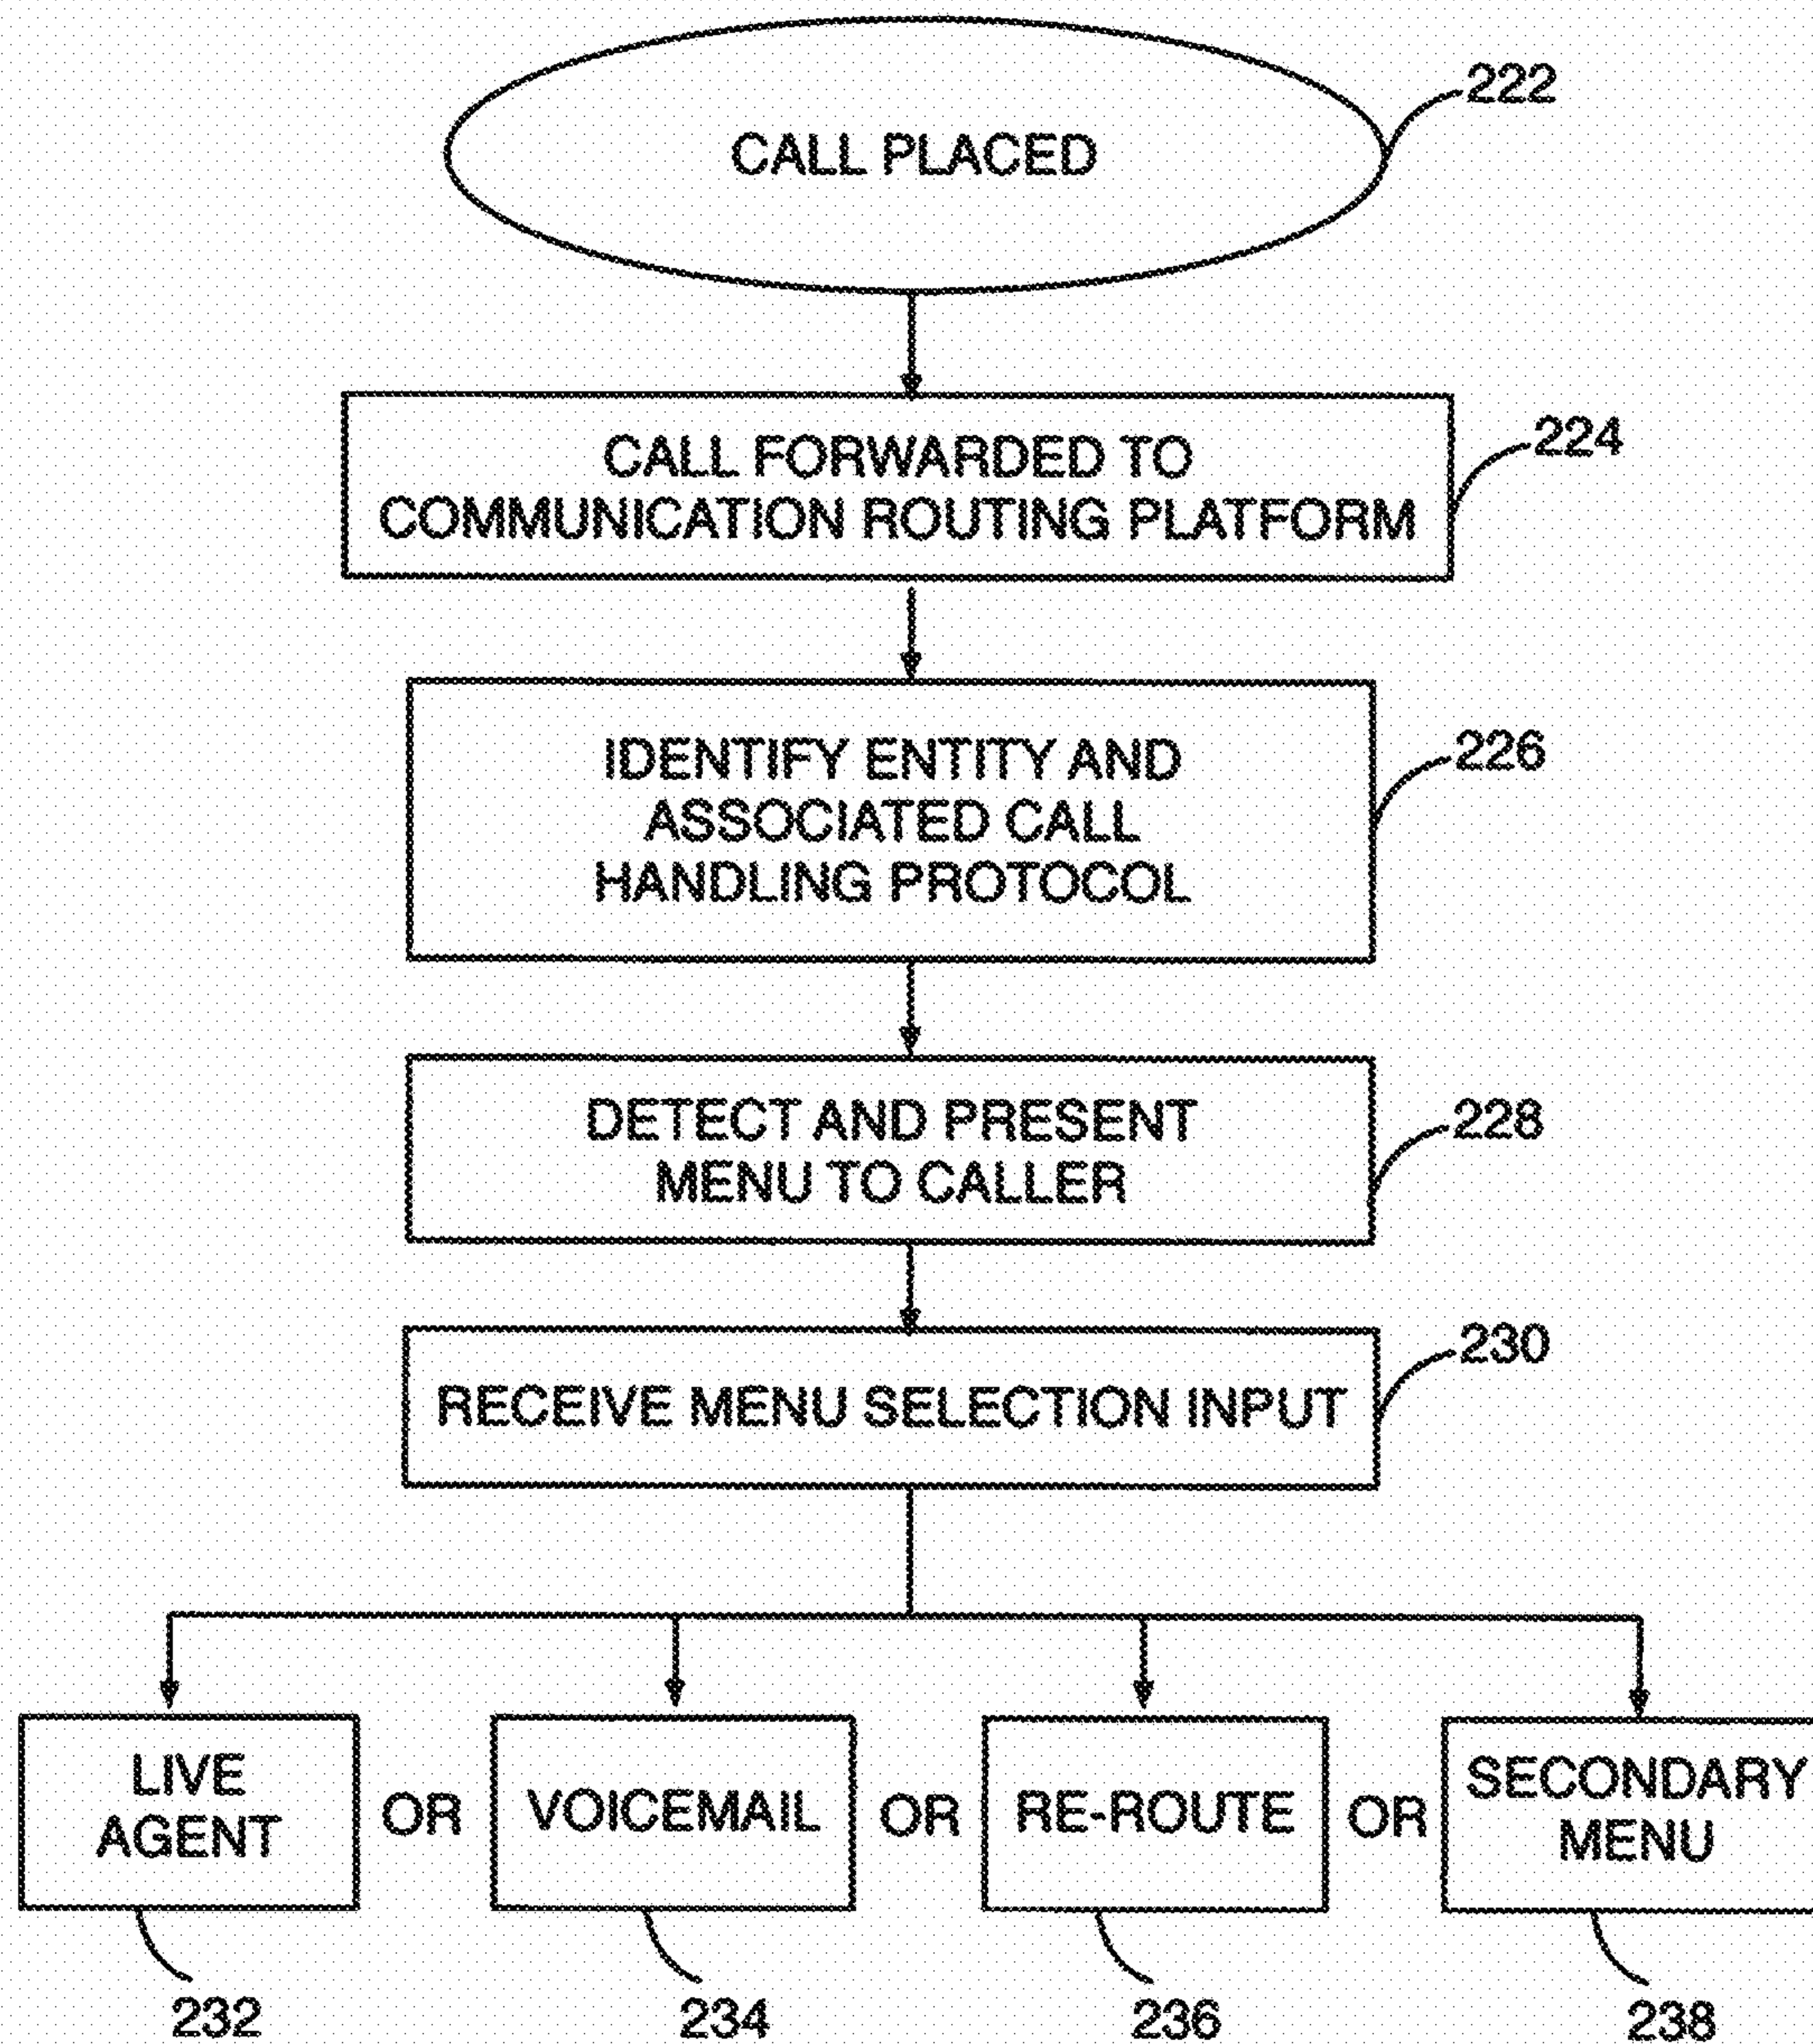 CALL PLACED
222
CALL FORWARDED TO
COMMUNICATION ROUTING PLATFORM
224
IDENTIFY ENTITY AND
ASSOCIATED CALL
HANDLING PROTOCOL
226
DETECT AND PRESENT
MENU TO CALLER
228
RECEIVE MENU SELECTION INPUT
230
LIVE
AGENT
OR
VOICEMAIL
OR
RE-ROUTE
OR
SECONDARY
MENU
232
234
236
238